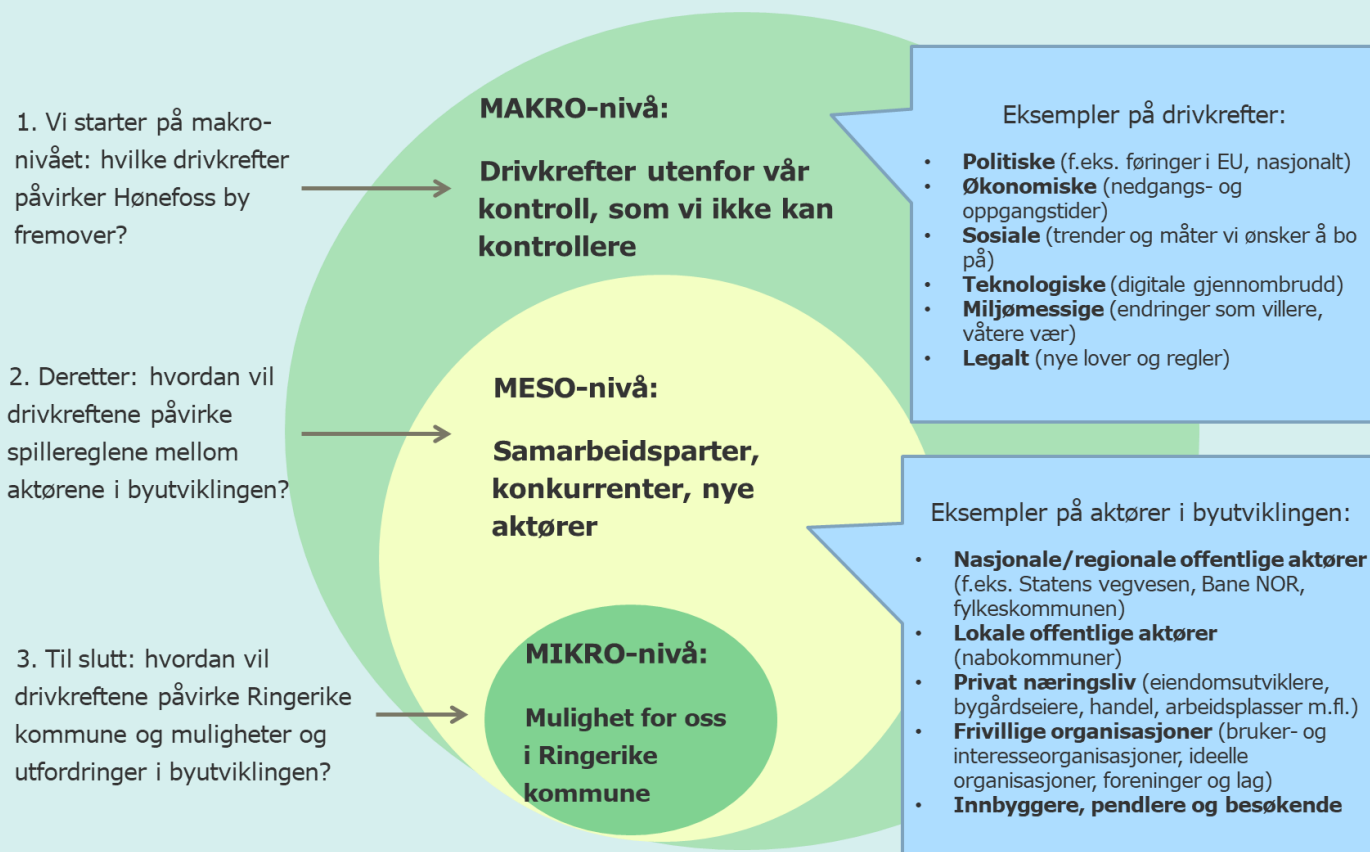 1. Vi starter på makro-
nivået: hvilke drivkrefter
påvirker Hønefoss by
fremover?
MAKRO-nivå:
Drivkrefter utenfor vår
kontroll, som vi ikke kan
kontrollere
Eksempler på drivkrefter:
• Politiske (f.eks. føringer i EU, nasjonalt)
• Økonomiske (nedgangs- og
oppgangstider)
• Sosiale (trender og måter vi ønsker å bo
på)
• Teknologiske (digitale gjennombrudd)
• Miljømessige (endringer som villere,
våtere vær)
• Legalt (nye lover og regler)
2. Deretter: hvordan vil
drivkreftene påvirke
spillereglene mellom
aktørene i byutviklingen?
MESO-nivå:
Samarbeidsparter,
konkurrenter, nye
aktører
Eksempler på aktører i byutviklingen:
• Nasjonale/regionale offentlige aktører
(f.eks. Statens vegvesen, Bane NOR,
fylkeskommunen)
• Lokale offentlige aktører
(nabokommuner)
• Privat næringsliv (eiendomsutviklere,
bygårdseiere, handel, arbeidsplasser m.fl.)
• Frivillige organisasjoner (bruker- og
interesseorganisasjoner, ideelle
organisasjoner, foreninger og lag)
• Innbyggere, pendlere og besøkende
3. Til slutt: hvordan vil
drivkreftene påvirke Ringerike
kommune og muligheter og
utfordringer i byutviklingen?
MIKRO-nivå:
Mulighet for oss
i Ringerike
kommune